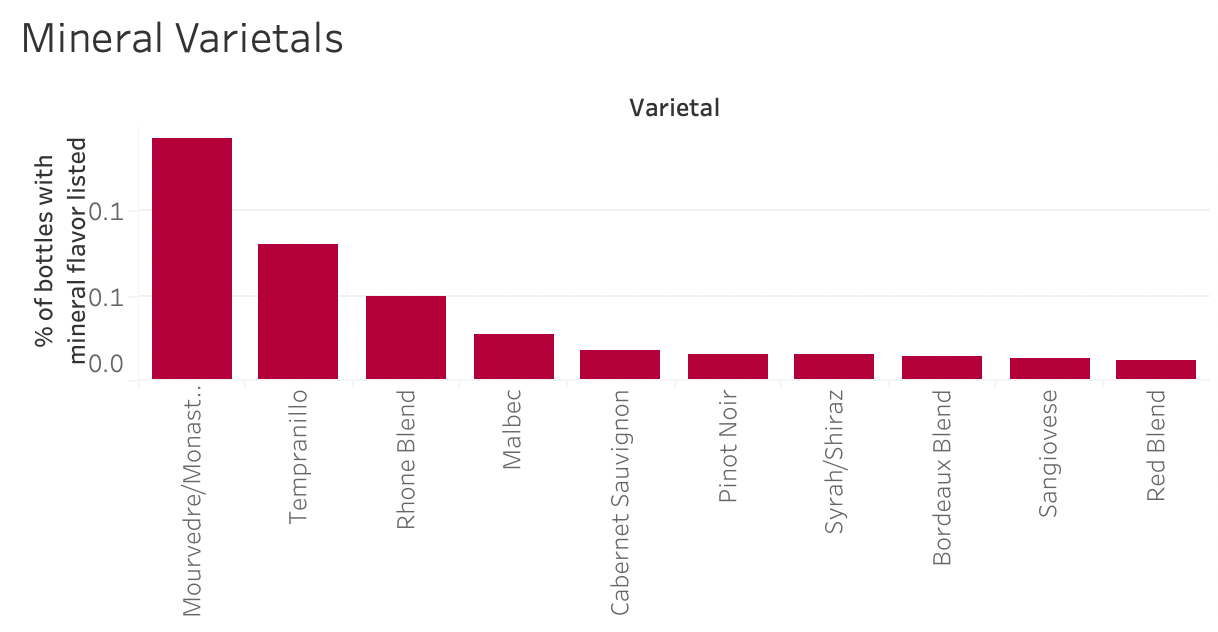 Mineral Varietals
Varietal
% of bottles with
mineral flavor listed
0.1
0.1
0.0
Mourvedre/Monast..
Tempranillo
Rhone Blend
Malbec
Cabernet Sauvignon
Pinot Noir
Syrah/Shiraz
Bordeaux Blend
Sangiovese
Red Blend